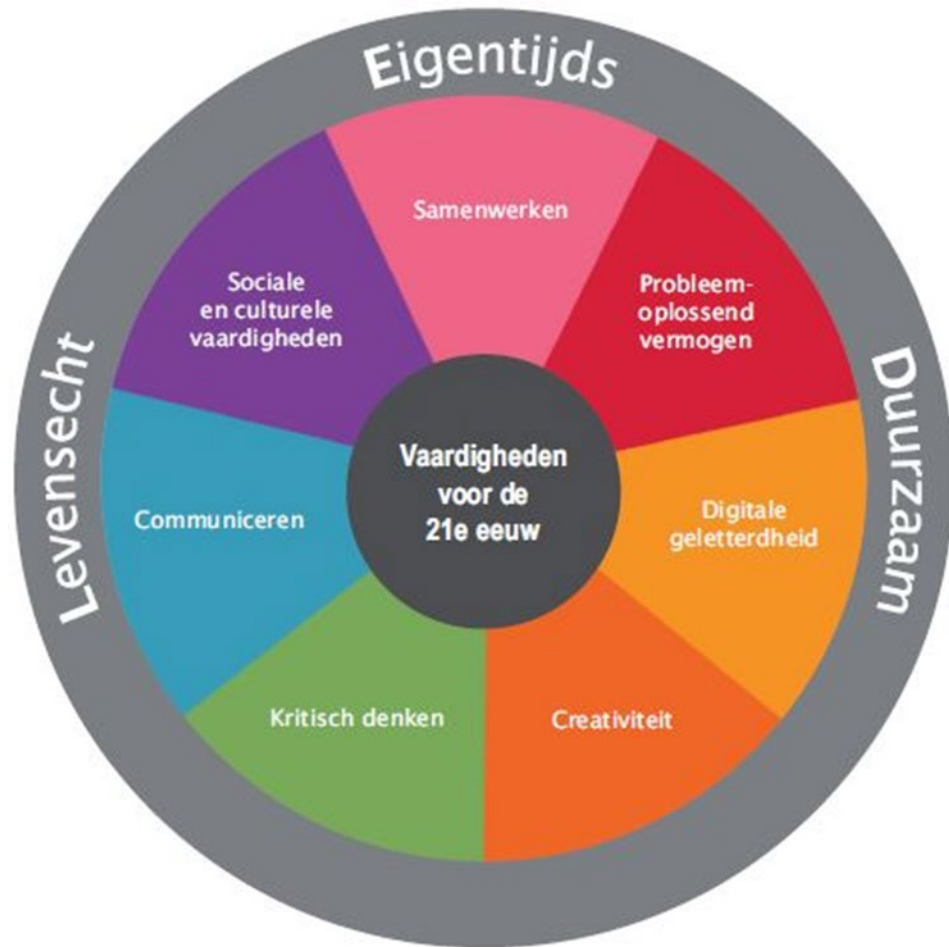 Eigentijds
Samenwerken
Sociale
en culturele
vaardigheden
Probleem-
oplossend
vermogen
Levensecht
Duurzaam
Vaardigheden
voor de
21e eeuw
Communiceren
Digitale
geletterdheid
Kritisch denken
Creativiteit